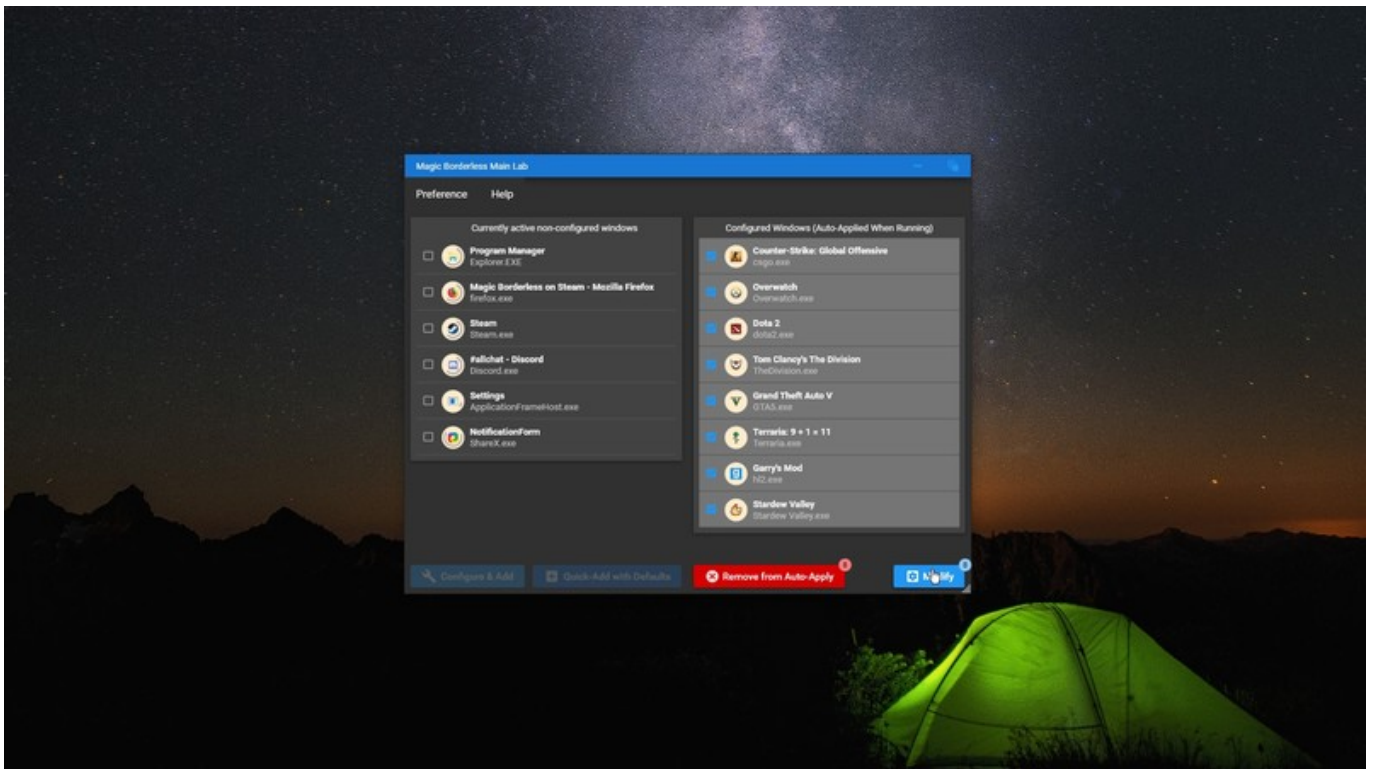 Magic Borderless Main Lab
Preference Help
Currently active non-configured windows
Program Manager
Explorer.EXE
Magic Borderless on Steam - Mozilla Firefox
firefox.exe
Steam
Steam.exe
#allchat - Discord
Discord.exe
Settings
ApplicationFrameHost.exe
NotificationForm
ShareX.exe
Configured Windows (Auto-Applied When Running)
Counter-Strike: Global Offensive
csgo.exe
Overwatch
Overwatch.exe
Dota 2
dota2.exe
Tom Clancy's The Division
TheDivision.exe
Grand Theft Auto V
GTA5.exe
Terraria: 9 + 1 = 11
Terraria.exe
Garry's Mod
hl2.exe
Stardew Valley
Stardew Valley.exe
Configure & Add
Quick-Add with Defaults
Remove from Auto-Apply
8
Modify
8